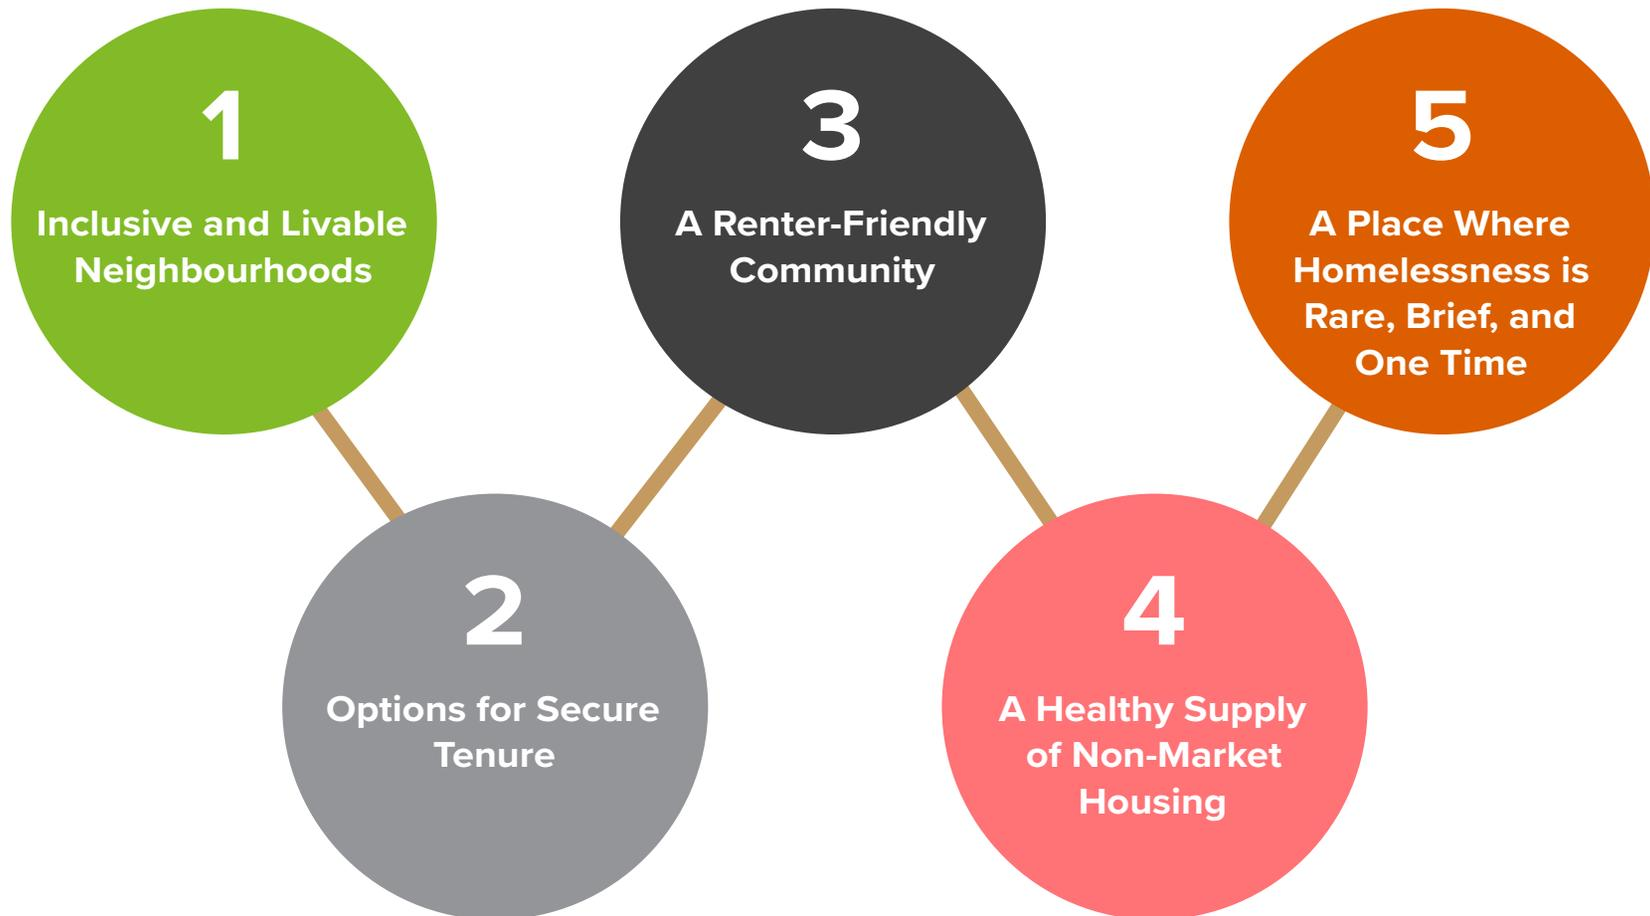 1
Inclusive and Livable
Neighbourhoods
2
Options for Secure
Tenure
3
A Renter-Friendly
Community
4
A Healthy Supply
of Non-Market
Housing
5
A Place Where
Homelessness is
Rare, Brief, and
One Time